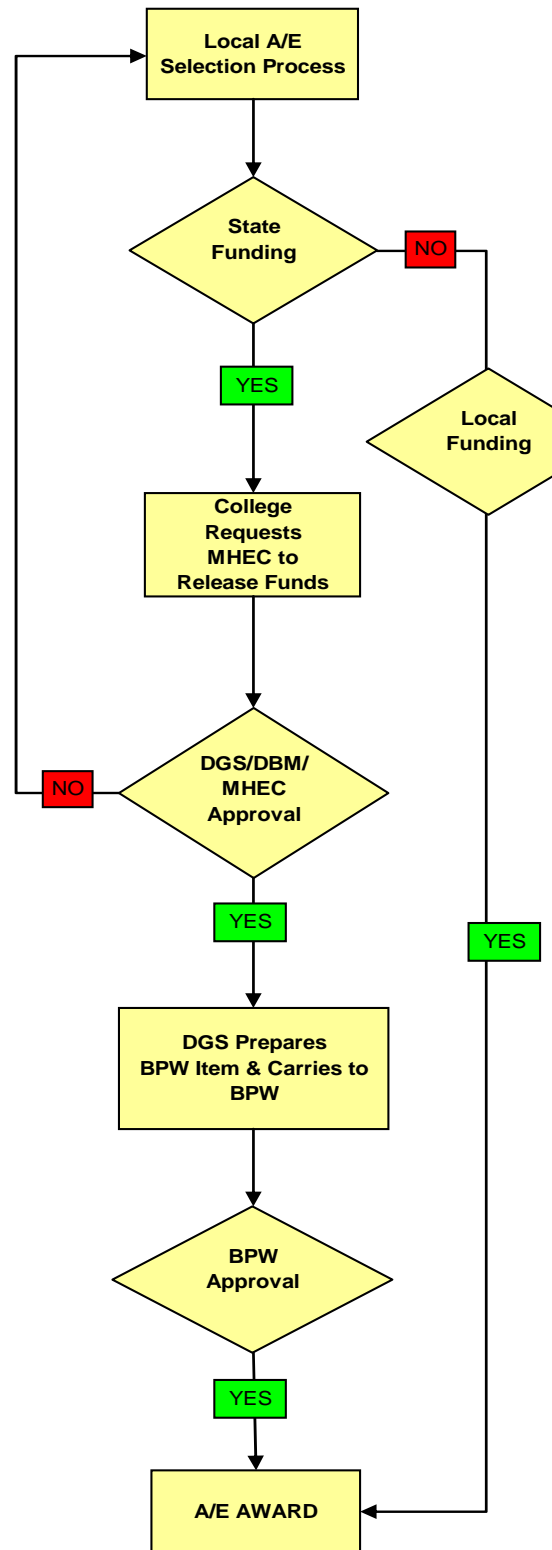 Local A/E
Selection Process
State
Funding
NO
YES
Local
Funding
College
Requests
MHEC to
Release Funds
DGS/DBM/
MHEC
Approval
NO
YES
YES
DGS Prepares
BPW Item & Carries to
BPW
BPW
Approval
YES
A/E AWARD